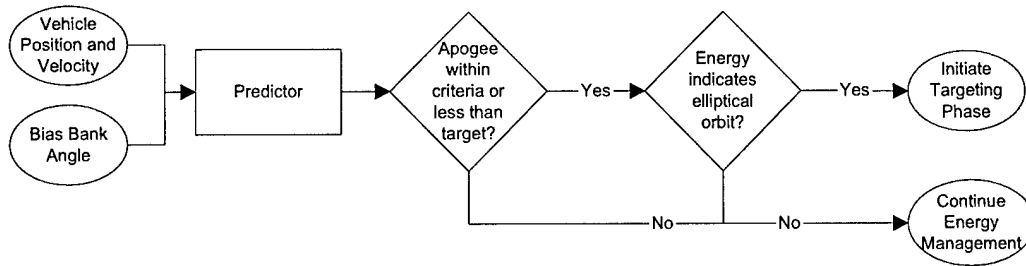 Vehicle
Position and
Velocity
Bias Bank
Angle
Predictor
Apogee
within
criteria or
less than
target?
Yes
Energy
indicates
elliptical
orbit?
Yes
Initiate
Targeting
Phase
No
No
Continue
Energy
Management